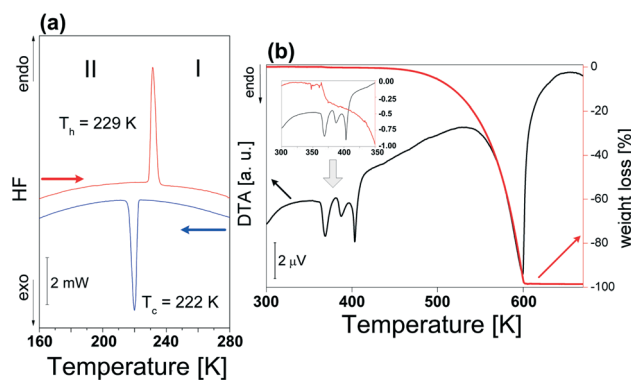 (a)
endo
II
I
T_h = 229 K
HF
2 mW
T_c = 222 K
exo
160 200 240 280
Temperature [K]
(b)
endo
DTA [a. u.]
0.00
-0.25
-0.50
-0.75
-1.00
300 350 400 350
2 µV
0
-20
-40
-60
-80
-100
weight loss [%]
300 400 500 600
Temperature [K]